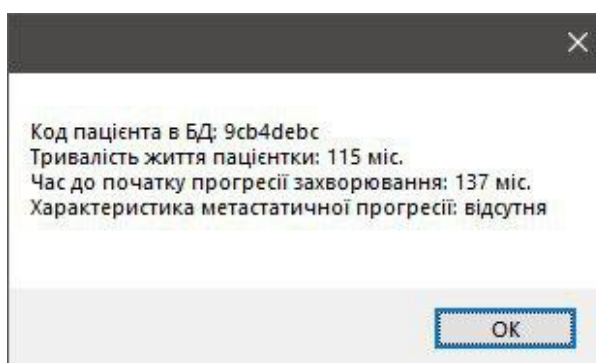 Код пацієнта в БД: 9cb4debc
Тривалість життя пацієнтки: 115 міс.
Час до початку прогресії захворювання: 137 міс.
Характеристика метастатичної прогресії: відсутня
OK